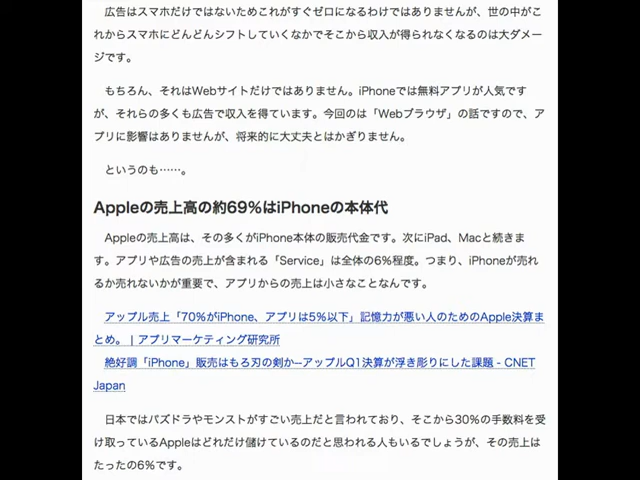 広告はスマホだけではないためこれがすぐゼロになるわけではありませんが、世の中がこ
れからスマホにどんどんシフトしていくなかでそこから収入が得られなくなるのは大ダメー
ジです。
もちろん、それはWebサイトだけではありません。iPhoneでは無料アプリが人気です
が、それらの多くも広告で収入を得ています。今回のは「Webブラウザ」の話ですので、ア
プリに影響はありませんが、将来的に大丈夫とはかぎりません。
というのも……。
Appleの売上高の約69%はiPhoneの本体代
Appleの売上高は、その多くがiPhone本体の販売代金です。次にiPad、Macと続きま
す。アプリや広告の売上が含まれる「Service」は全体の6%程度。つまり、iPhoneが売れ
るか売れないかが重要で、アプリからの売上は小さなことなんです。
アップル売上「70%がiPhone、アプリは5%以下」記憶力が悪い人のためのApple決算ま
とめ。 | アプリマーケティング研究所
絶好調「iPhone」販売はもろ刃の剣か--アップルQ1決算が浮き彫りにした課題 - CNET
Japan
日本ではパズドラやモンストがすごい売上だと言われており、そこから30%の手数料を受
け取っているAppleはどれだけ儲けているのだと思われる人もいるでしょうが、その売上は
たったの6%です。